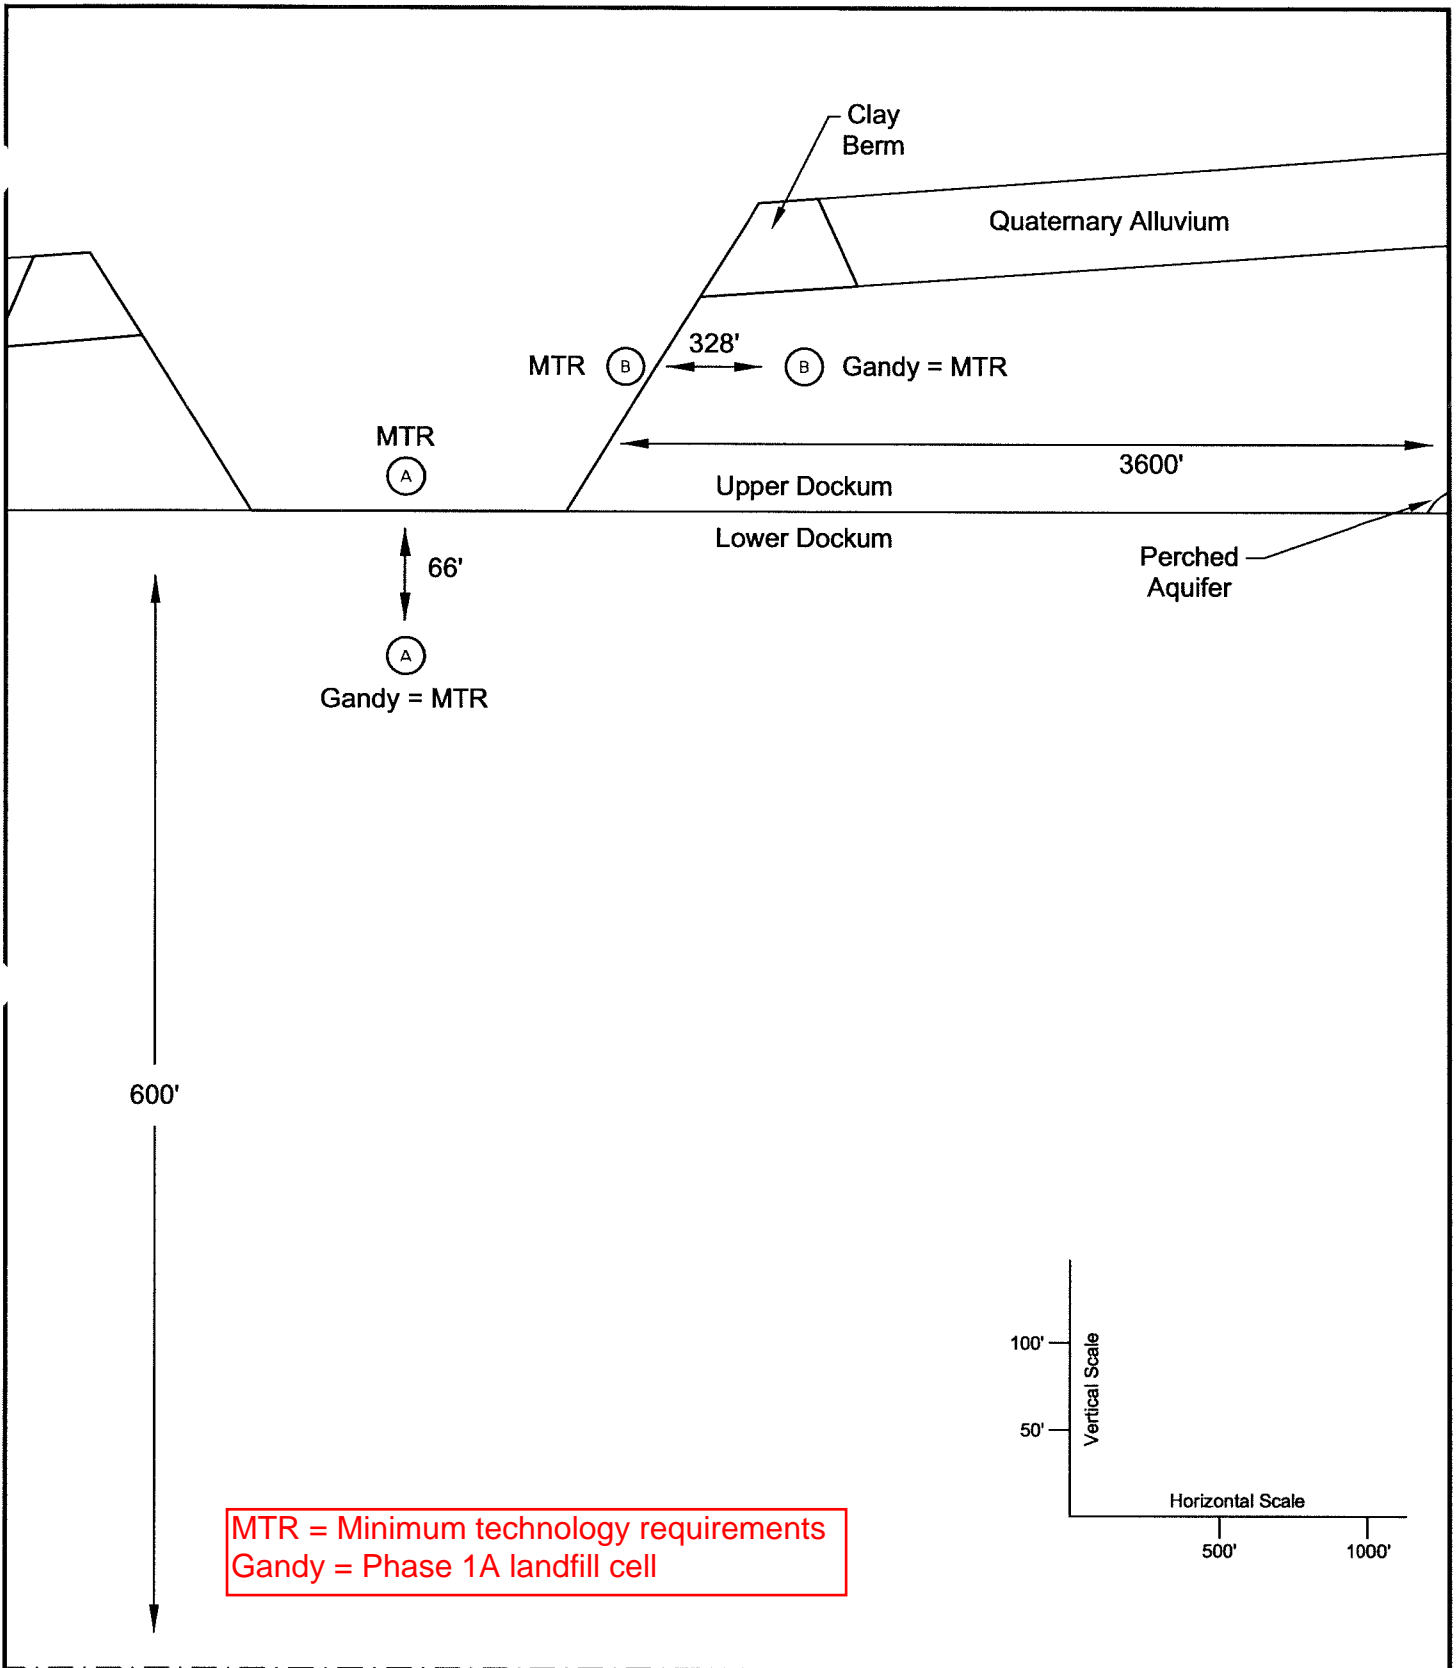 Clay
Berm
Quaternary Alluvium
328'
MTR B
B Gandy = MTR
MTR
A
3600'
Upper Dockum
Lower Dockum
66'
Perched
Aquifer
A
Gandy = MTR
600'
100'
50'
Vertical Scale
Horizontal Scale
500' 1000'
MTR = Minimum technology requirements
Gandy = Phase 1A landfill cell